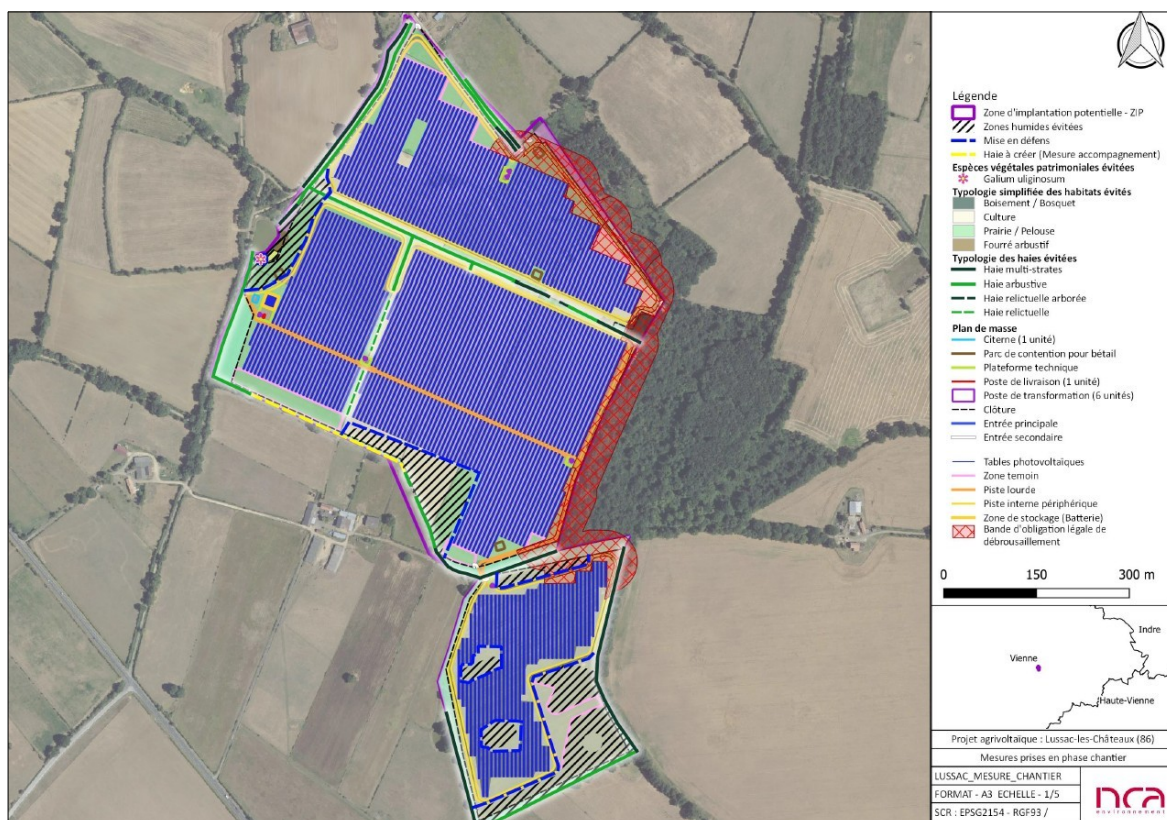 Légende
Zone d'implantation potentielle - ZIP
Zones humides évitées
Mise en défens
Haie à créer (Mesure accompagnement)
Espèces végétales patrimoniales évitées
Galium uliginosum
Typologie simplifiée des habitats évités
Boisement / Bosquet
Culture
Prairie / Pelouse
Fourré arbustif
Typologie des haies évitées
Haie multi-strates
Haie arbustive
Haie relictuelle arborée
Haie relictuelle
Plan de masse
Citerne (1 unité)
Parc de contention pour bétail
Plateforme technique
Poste de livraison (1 unité)
Poste de transformation (6 unités)
Clôture
Entrée principale
Entrée secondaire
Tables photovoltaïques
Zone temoin
Piste lourde
Piste interne périphérique
Zone de stockage (Batterie)
Bande d'obligation légale de
débroussaillement
0 150 300 m
Indre
Vienne
Haute-Vienne
Projet agrivoltaïque : Lussac-les-Châteaux (86)
Mesures prises en phase chantier
LUSSAC_MESURE_CHANTIER
FORMAT - A3 ECHELLE - 1/5
SCR : EPSG2154 - RGF93 /
nca
environnement